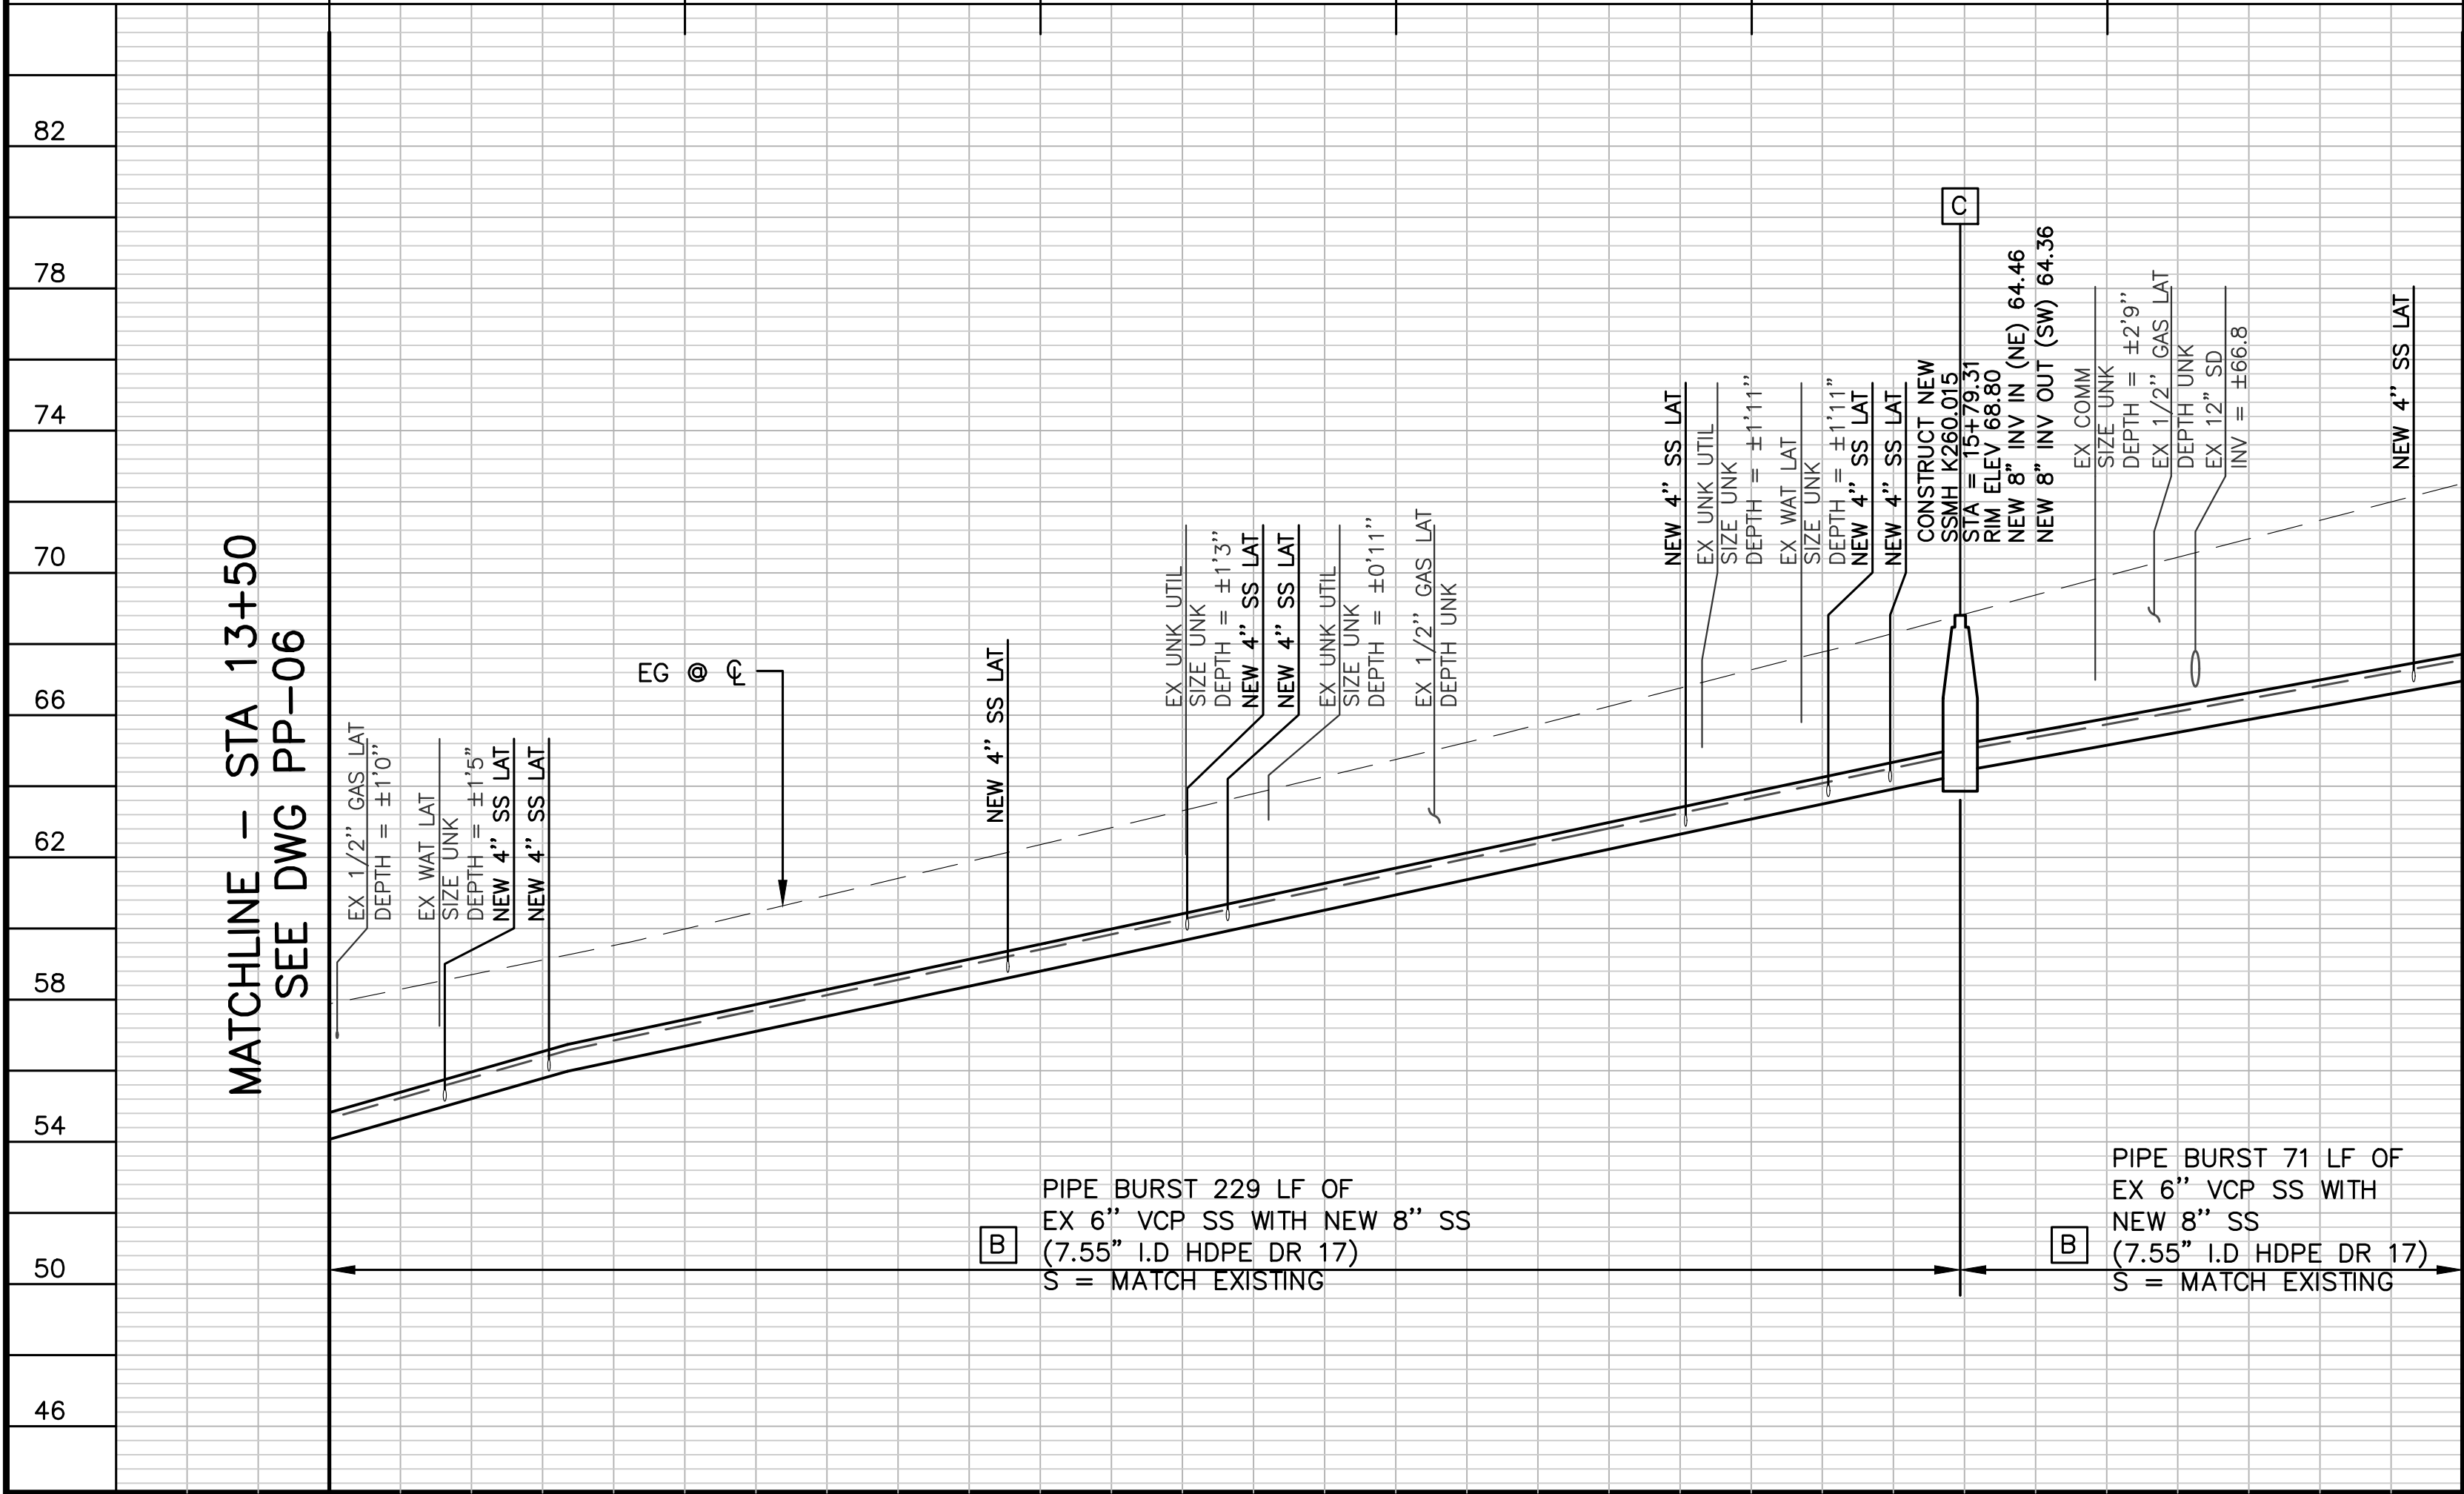 82
78
74
70
66
62
58
54
50
46
MATCHLINE - STA 13+50
SEE DWG PP-06
EX 1/2" GAS LAT
DEPTH = ±1'0"
EX WAT LAT
SIZE UNK
DEPTH = ±1'5"
NEW 4" SS LAT
NEW 4" SS LAT
EG @ ℄
NEW 4" SS LAT
EX UNK UTIL
SIZE UNK
DEPTH = ±1'3"
NEW 4" SS LAT
NEW 4" SS LAT
EX UNK UTIL
SIZE UNK
DEPTH = ±0'11"
EX 1/2" GAS LAT
DEPTH UNK
NEW 4" SS LAT
EX UNK UTIL
SIZE UNK
DEPTH = ±1'11"
EX WAT LAT
SIZE UNK
DEPTH = ±1'11"
NEW 4" SS LAT
NEW 4" SS LAT
C
CONSTRUCT NEW
SSMH K260.015
STA = 15+79.31
RIM ELEV 68.80
NEW 8" INV IN (NE) 64.46
NEW 8" INV OUT (SW) 64.36
EX COMM
SIZE UNK
DEPTH = ±2'9"
EX 1/2" GAS LAT
DEPTH UNK
EX 12" SD
INV = ±66.8
NEW 4" SS LAT
B
PIPE BURST 229 LF OF
EX 6" VCP SS WITH NEW 8" SS
(7.55" I.D HDPE DR 17)
S = MATCH EXISTING
B
PIPE BURST 71 LF OF
EX 6" VCP SS WITH
NEW 8" SS
(7.55" I.D HDPE DR 17)
S = MATCH EXISTING